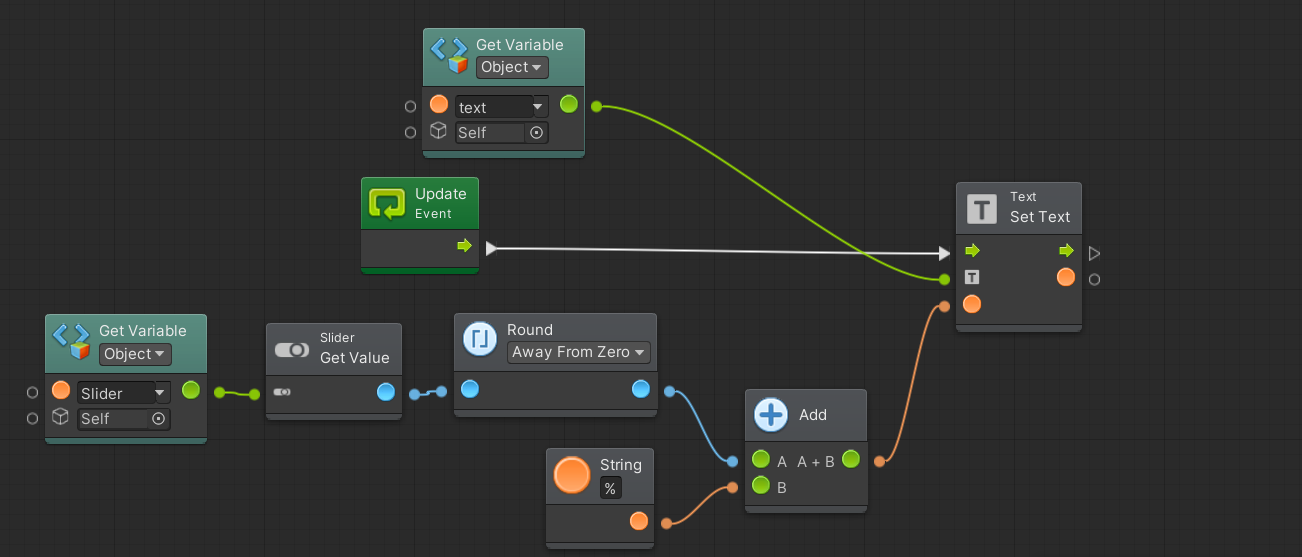 Get Variable
Object
text
Self
Update
Event
Text
Set Text
Get Variable
Object
Slider
Self
Slider
Get Value
Round
Away From Zero
String
%
Add
A A + B
B